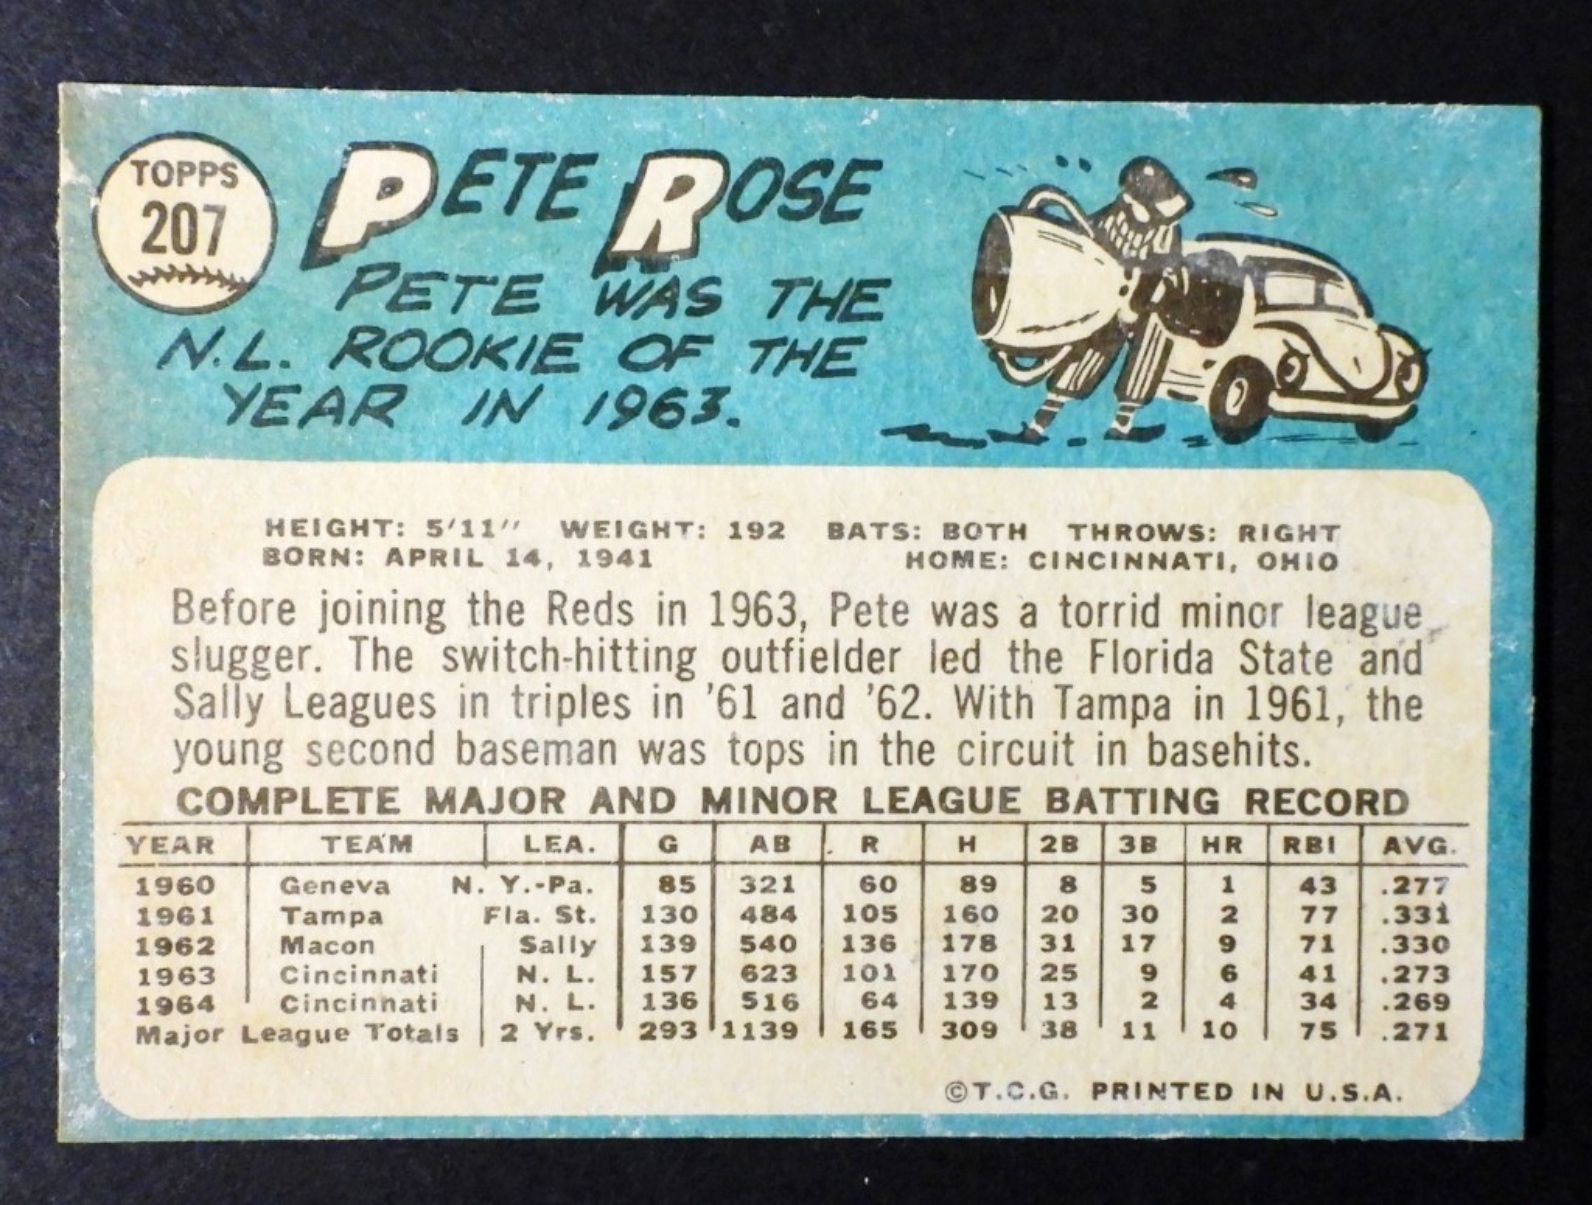 TOPPS
207
PETE ROSE
PETE WAS THE
N.L. ROOKIE OF THE
YEAR IN 1963.
HEIGHT: 5'11" WEIGHT: 192 BATS: BOTH THROWS: RIGHT
BORN: APRIL 14, 1941 HOME: CINCINNATI, OHIO
Before joining the Reds in 1963, Pete was a torrid minor league
slugger. The switch-hitting outfielder led the Florida State and
Sally Leagues in triples in '61 and '62. With Tampa in 1961, the
young second baseman was tops in the circuit in basehits.
COMPLETE MAJOR AND MINOR LEAGUE BATTING RECORD
YEAR TEAM LEA. G AB R H 2B 3B HR RBI AVG.
1960 Geneva N. Y.-Pa. 85 321 60 89 8 5 1 43 .277
1961 Tampa Fla. St. 130 484 105 160 20 30 2 77 .331
1962 Macon Sally 139 540 136 178 31 17 9 71 .330
1963 Cincinnati N. L. 157 623 101 170 25 9 6 41 .273
1964 Cincinnati N. L. 136 516 64 139 13 2 4 34 .269
Major League Totals 2 Yrs. 293 1139 165 309 38 11 10 75 .271
©T.C.G. PRINTED IN U.S.A.